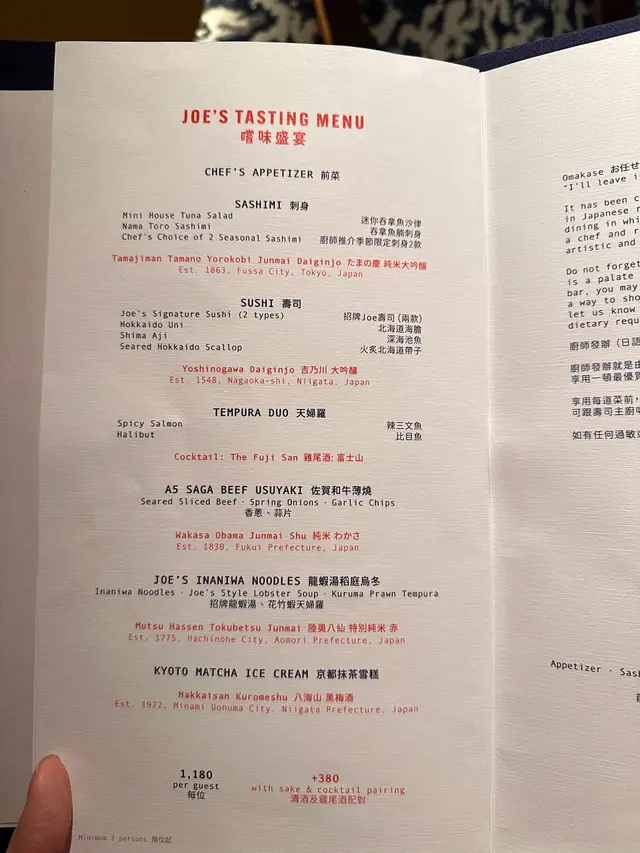 JOE'S TASTING MENU
嚐味盛宴
CHEF'S APPETIZER 前菜
SASHIMI 刺身
Mini House Tuna Salad 迷你吞拿魚沙律
Nama Toro Sashimi 吞拿魚腩刺身
Chef's Choice of 2 Seasonal Sashimi 廚師推介季節限定刺身2款
Tamajiman Tamano Yorokobi Junmai Daiginjo たまの慶 純米大吟釀
Est. 1863, Fussa City, Tokyo, Japan
SUSHI 壽司
Joe's Signature Sushi (2 types) 招牌Joe壽司(兩款)
Hokkaido Uni 北海道海膽
Shima Aji 深海池魚
Seared Hokkaido Scallop 火炙北海道帶子
Yoshinogawa Daiginjo 吉乃川 大吟釀
Est. 1548, Nagaoka-shi, Niigata, Japan
TEMPURA DUO 天婦羅
Spicy Salmon 辣三文魚
Halibut 比目魚
Cocktail: The Fuji San 雞尾酒: 富士山
A5 SAGA BEEF USUYAKI 佐賀和牛薄燒
Seared Sliced Beef · Spring Onions · Garlic Chips
香蔥、蒜片
Wakasa Obama Junmai Shu 純米 わかさ
Est. 1830, Fukui Prefecture, Japan
JOE'S INANIWA NOODLES 龍蝦湯稻庭烏冬
Inaniwa Noodles · Joe's Style Lobster Soup · Kuruma Prawn Tempura
招牌龍蝦湯、花竹蝦天婦羅
Mutsu Hassen Tokubetsu Junmai 陸奧八仙 特別純米 赤
Est. 1775, Hachinohe City, Aomori Prefecture, Japan
KYOTO MATCHA ICE CREAM 京都抹茶雪糕
Hakkaisan Kuromeshu 八海山 黑梅酒
Est. 1922, Minami Uonuma City, Niigata Prefecture, Japan
1,180
per guest
每位
+380
with sake & cocktail pairing
清酒及雞尾酒配對
Minimum 2 persons 兩位起
Omakase お任せ
"I'll leave i
It has been c
in Japanese r
dining in whi
a chef and r
artistic and
Do not forget
is a palate
bar, you may
a way to sho
let us know
dietary requ
廚師發辦 (日語
廚師發辦就是由
享用一頓最優質
享用每道菜前,
可跟壽司主廚
如有任何過敏
Appetizer · Sash